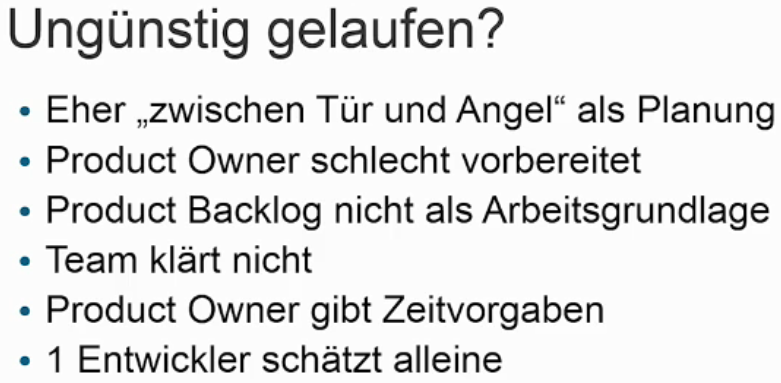 Ungünstig gelaufen?
• Eher „zwischen Tür und Angel“ als Planung
• Product Owner schlecht vorbereitet
• Product Backlog nicht als Arbeitsgrundlage
• Team klärt nicht
• Product Owner gibt Zeitvorgaben
• 1 Entwickler schätzt alleine